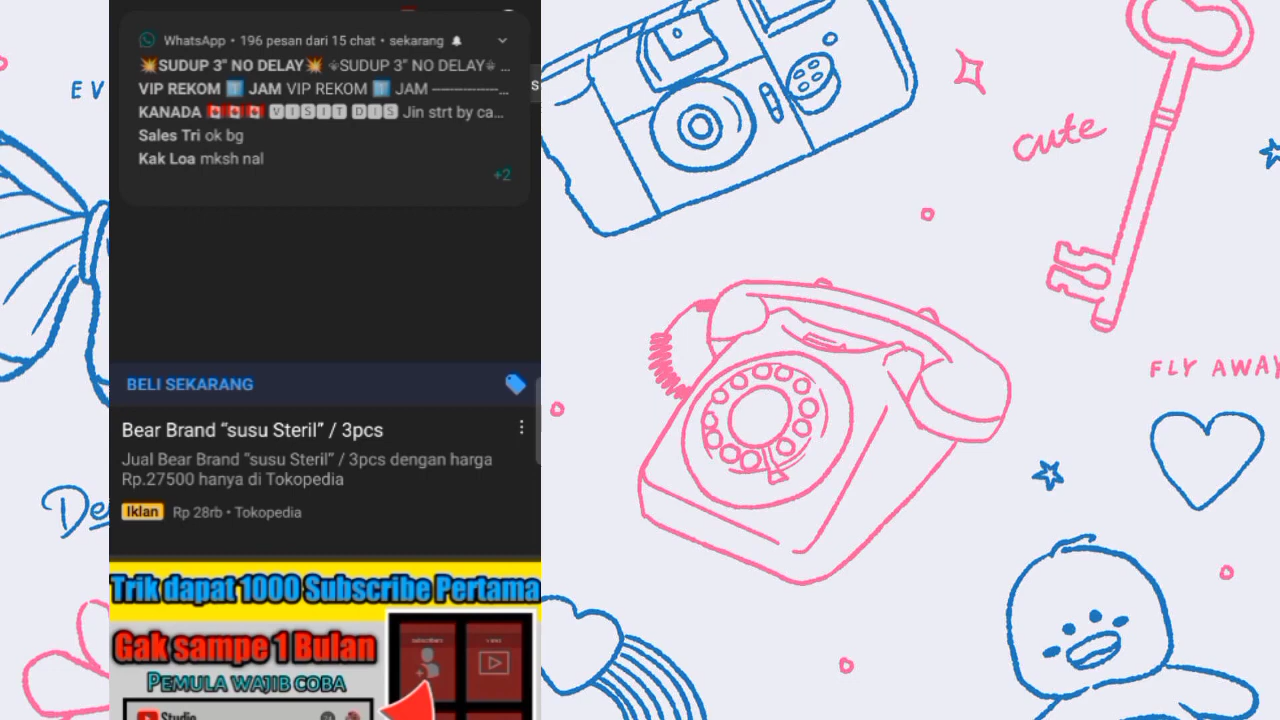 WhatsApp • 196 pesan dari 15 chat • sekarang
💥SUDUP 3" NO DELAY💥 ⚜SUDUP 3" NO DELAY⚜ ...
VIP REKOM JAM VIP REKOM JAM ---------------...
KANADA 🇨🇦🇨🇦🇨🇦 🆅🅸🆂🅸🆃 🅳🅸🆂 Jin strt by ca...
Sales Tri ok bg
Kak Loa mksh nal
+2
S
BELI SEKARANG
Bear Brand “susu Steril” / 3pcs
Jual Bear Brand “susu Steril” / 3pcs dengan harga
Rp.27500 hanya di Tokopedia
Iklan Rp 28rb • Tokopedia
Trik dapat 1000 Subscribe Pertama
Gak sampe 1 Bulan
PEMULA WAJIB COBA
Studio
EV
De
cute
FLY AWAY